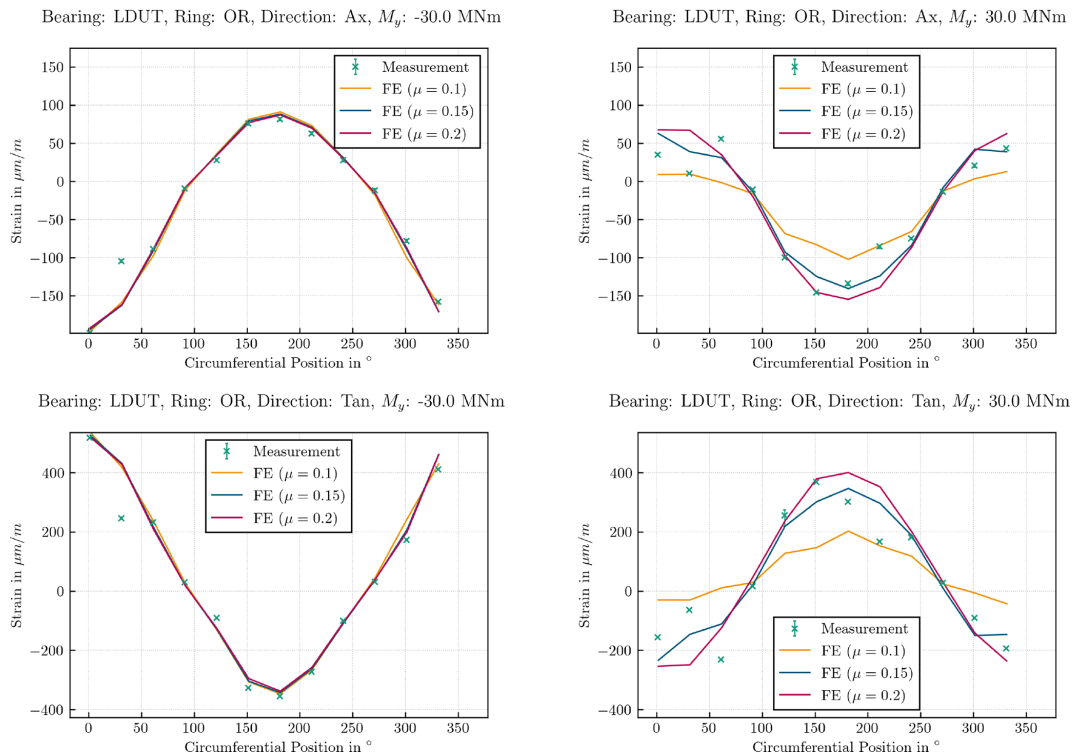 Bearing: LDUT, Ring: OR, Direction: Ax, M_y: -30.0 MNm
150
100
50
0
−50
−100
−150
Strain in μm/m
Measurement
FE (μ = 0.1)
FE (μ = 0.15)
FE (μ = 0.2)
0 50 100 150 200 250 300 350
Circumferential Position in °
Bearing: LDUT, Ring: OR, Direction: Ax, M_y: 30.0 MNm
150
100
50
0
−50
−100
−150
Strain in μm/m
Measurement
FE (μ = 0.1)
FE (μ = 0.15)
FE (μ = 0.2)
0 50 100 150 200 250 300 350
Circumferential Position in °
Bearing: LDUT, Ring: OR, Direction: Tan, M_y: -30.0 MNm
400
200
0
−200
−400
Strain in μm/m
Measurement
FE (μ = 0.1)
FE (μ = 0.15)
FE (μ = 0.2)
0 50 100 150 200 250 300 350
Circumferential Position in °
Bearing: LDUT, Ring: OR, Direction: Tan, M_y: 30.0 MNm
400
200
0
−200
−400
Strain in μm/m
Measurement
FE (μ = 0.1)
FE (μ = 0.15)
FE (μ = 0.2)
0 50 100 150 200 250 300 350
Circumferential Position in °